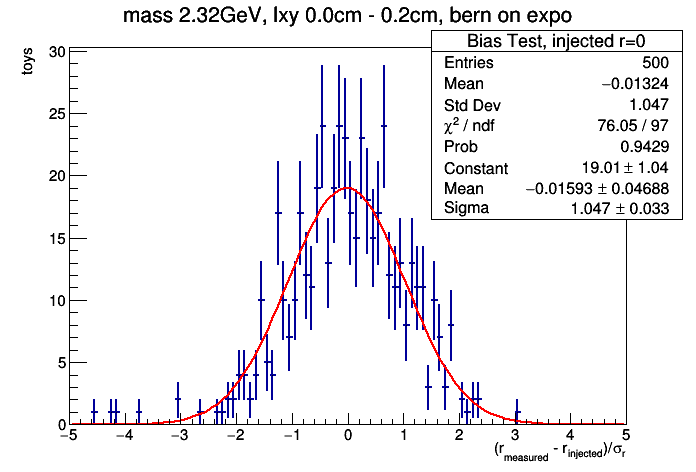 mass 2.32GeV, lxy 0.0cm - 0.2cm, bern on expo
toys
Bias Test, injected r=0
Entries 500
Mean −0.01324
Std Dev 1.047
χ² / ndf 76.05 / 97
Prob 0.9429
Constant 19.01 ± 1.04
Mean −0.01593 ± 0.04688
Sigma 1.047 ± 0.033
30
25
20
15
10
5
0
−5 −4 −3 −2 −1 0 1 2 3 4 5
(r_measured - r_injected)/σ_r